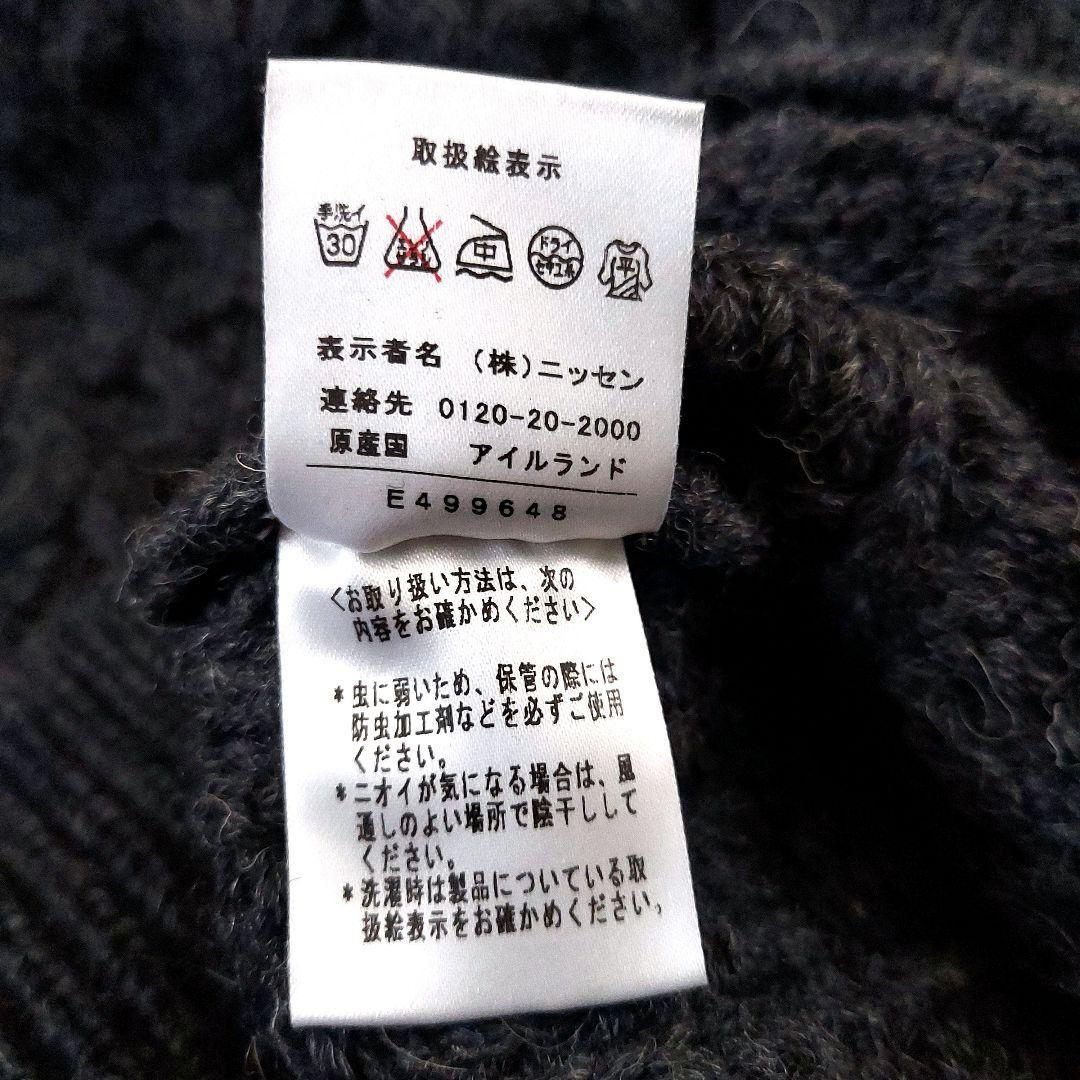 取扱絵表示
手洗イ
30
エンソ
サラシ
中
ドライ
セキユ系
平
表示者名 (株)ニッセン
連絡先 0120-20-2000
原産国 アイルランド
E499648
<お取り扱い方法は、次の
内容をお確かめください>
*虫に弱いため、保管の際には
防虫加工剤などを必ずご使用
ください。
*ニオイが気になる場合は、風
通しのよい場所で陰干しして
ください。
*洗濯時は製品についている取
扱絵表示をお確かめください。